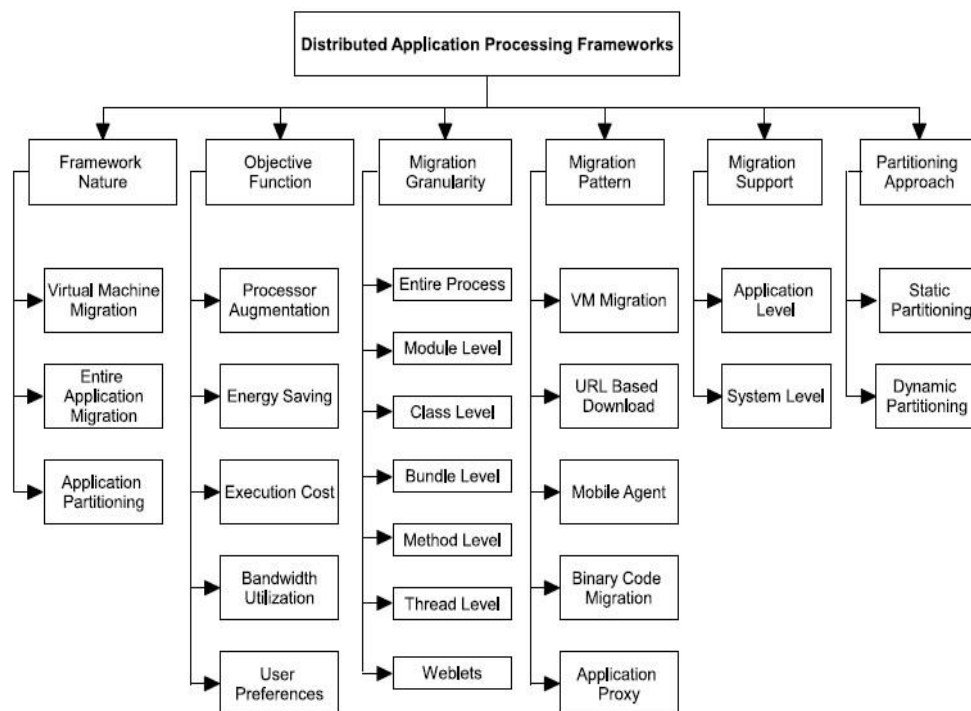 Distributed Application Processing Frameworks
Framework
Nature
Objective
Function
Migration
Granularity
Migration
Pattern
Migration
Support
Partitioning
Approach
Virtual Machine
Migration
Entire
Application
Migration
Application
Partitioning
Processor
Augmentation
Energy Saving
Execution Cost
Bandwidth
Utilization
User
Preferences
Entire Process
Module Level
Class Level
Bundle Level
Method Level
Thread Level
Weblets
VM Migration
URL Based
Download
Mobile Agent
Binary Code
Migration
Application
Proxy
Application
Level
System Level
Static
Partitioning
Dynamic
Partitioning